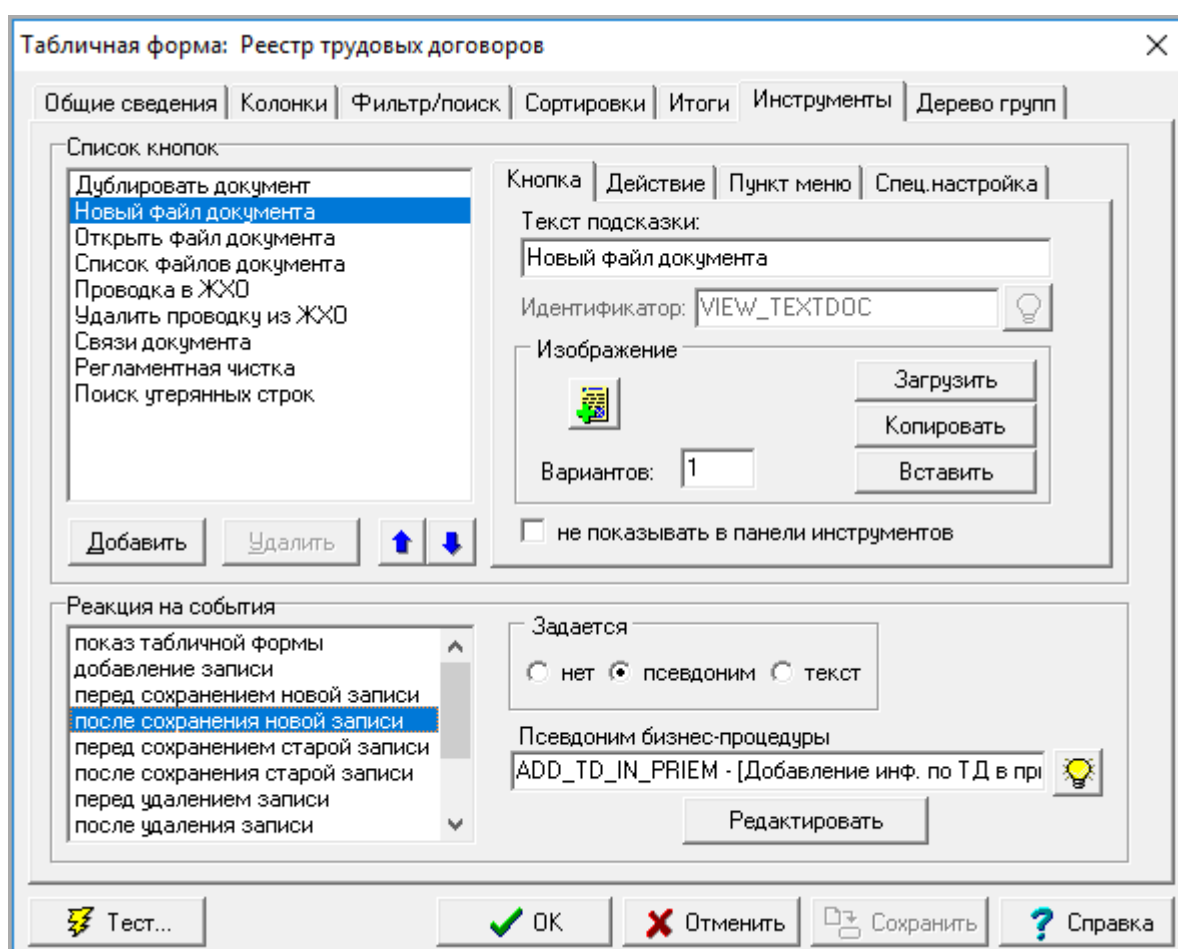 Табличная форма: Реестр трудовых договоров
Общие сведения Колонки Фильтр/поиск Сортировки Итоги Инструменты Дерево групп
Список кнопок
Дублировать документ
Новый файл документа
Открыть файл документа
Список файлов документа
Проводка в ЖХО
Удалить проводку из ЖХО
Связи документа
Регламентная чистка
Поиск утерянных строк
Добавить Удалить
Кнопка Действие Пункт меню Спец.настройка
Текст подсказки:
Новый файл документа
Идентификатор: VIEW_TEXTDOC
Изображение
Загрузить
Копировать
Вариантов: 1 Вставить
не показывать в панели инструментов
Реакция на события
показ табличной формы
добавление записи
перед сохранением новой записи
после сохранения новой записи
перед сохранением старой записи
после сохранения старой записи
перед удалением записи
после удаления записи
Задается
нет псевдоним текст
Псевдоним бизнес-процедуры
ADD_TD_IN_PRIEM - [Добавление инф. по ТД в при
Редактировать
Тест... OK Отменить Сохранить Справка